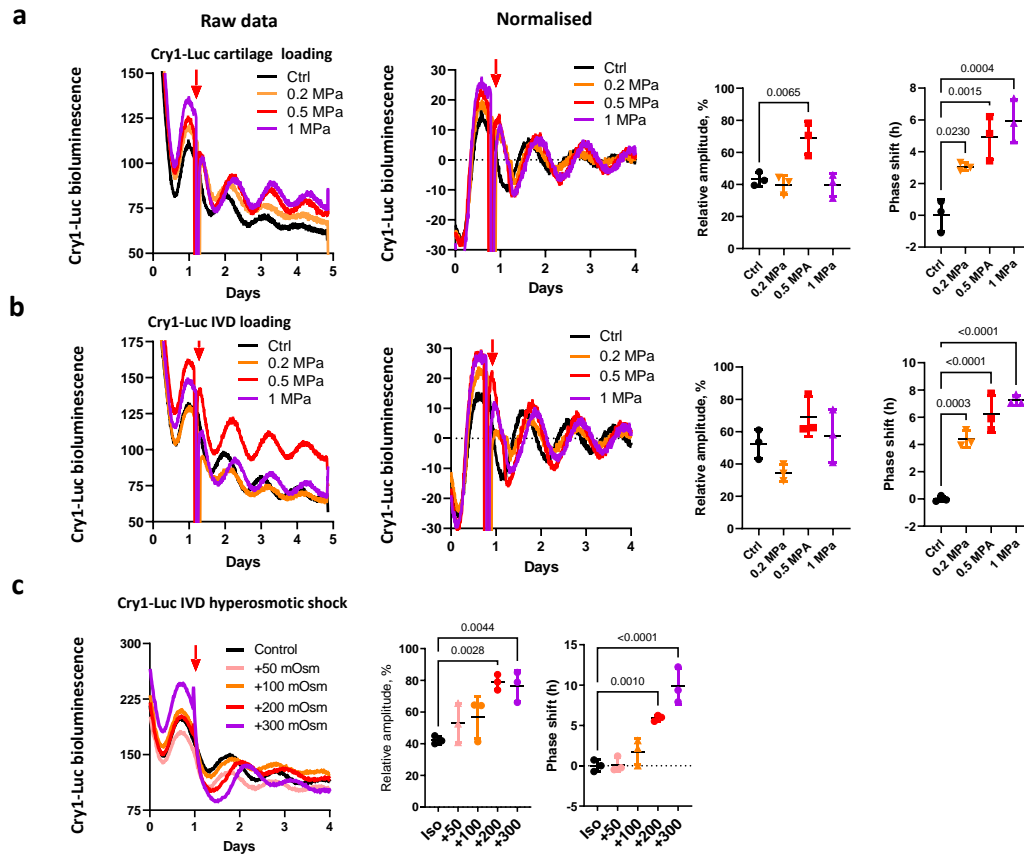 a
Raw data
Normalised
Cry1-Luc cartilage loading
Cry1-Luc bioluminescence
150
125
100
75
50
0 1 2 3 4 5
Days
Ctrl
0.2 MPa
0.5 MPa
1 MPa
Cry1-Luc bioluminescence
30
20
10
0
-10
-20
-30
0 1 2 3 4
Days
Ctrl
0.2 MPa
0.5 MPa
1 MPa
Relative amplitude, %
100
80
60
40
20
0
0.0065
Ctrl
0.2 MPa
0.5 MPA
1 MPa
Phase shift (h)
8
6
4
2
0
-2
0.0004
0.0015
0.0230
Ctrl
0.2 MPa
0.5 MPA
1 MPa
b
Cry1-Luc IVD loading
Cry1-Luc bioluminescence
175
150
125
100
75
50
0 1 2 3 4 5
Days
Ctrl
0.2 MPa
0.5 MPa
1 MPa
Cry1-Luc bioluminescence
30
20
10
0
-10
-20
-30
0 1 2 3 4
Days
Ctrl
0.2 MPa
0.5 MPa
1 MPa
Relative amplitude, %
100
80
60
40
20
0
Ctrl
0.2 MPa
0.5 MPA
1 MPa
Phase shift (h)
8
6
4
2
0
-2
<0.0001
<0.0001
0.0003
Ctrl
0.2 MPa
0.5 MPA
1 MPa
c
Cry1-Luc IVD hyperosmotic shock
Cry1-Luc bioluminescence
300
225
150
75
0 1 2 3 4
Days
Control
+50 mOsm
+100 mOsm
+200 mOsm
+300 mOsm
Relative amplitude, %
100
80
60
40
20
0
0.0044
0.0028
Iso
+50
+100
+200
+300
Phase shift (h)
15
10
5
0
-5
<0.0001
0.0010
Iso
+50
+100
+200
+300